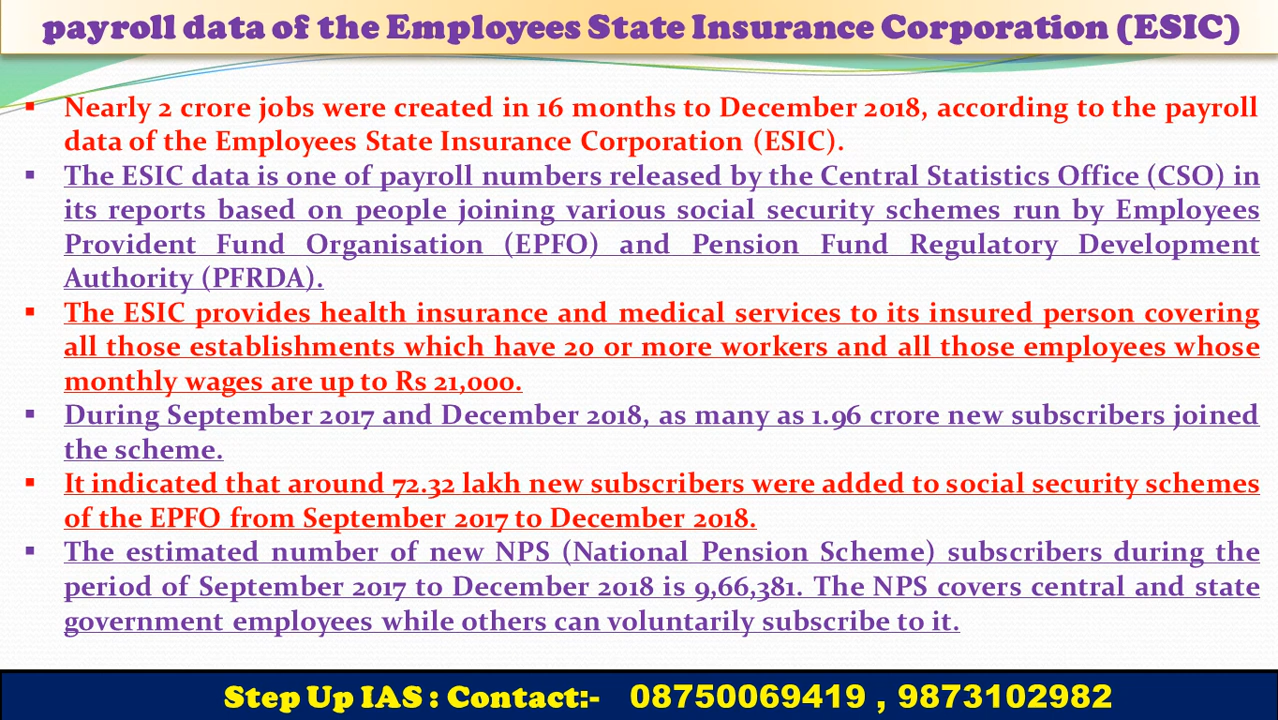 payroll data of the Employees State Insurance Corporation (ESIC)
▪ Nearly 2 crore jobs were created in 16 months to December 2018, according to the payroll
data of the Employees State Insurance Corporation (ESIC).
▪ The ESIC data is one of payroll numbers released by the Central Statistics Office (CSO) in
its reports based on people joining various social security schemes run by Employees
Provident Fund Organisation (EPFO) and Pension Fund Regulatory Development
Authority (PFRDA).
▪ The ESIC provides health insurance and medical services to its insured person covering
all those establishments which have 20 or more workers and all those employees whose
monthly wages are up to Rs 21,000.
▪ During September 2017 and December 2018, as many as 1.96 crore new subscribers joined
the scheme.
▪ It indicated that around 72.32 lakh new subscribers were added to social security schemes
of the EPFO from September 2017 to December 2018.
▪ The estimated number of new NPS (National Pension Scheme) subscribers during the
period of September 2017 to December 2018 is 9,66,381. The NPS covers central and state
government employees while others can voluntarily subscribe to it.
Step Up IAS : Contact:- 08750069419 , 9873102982